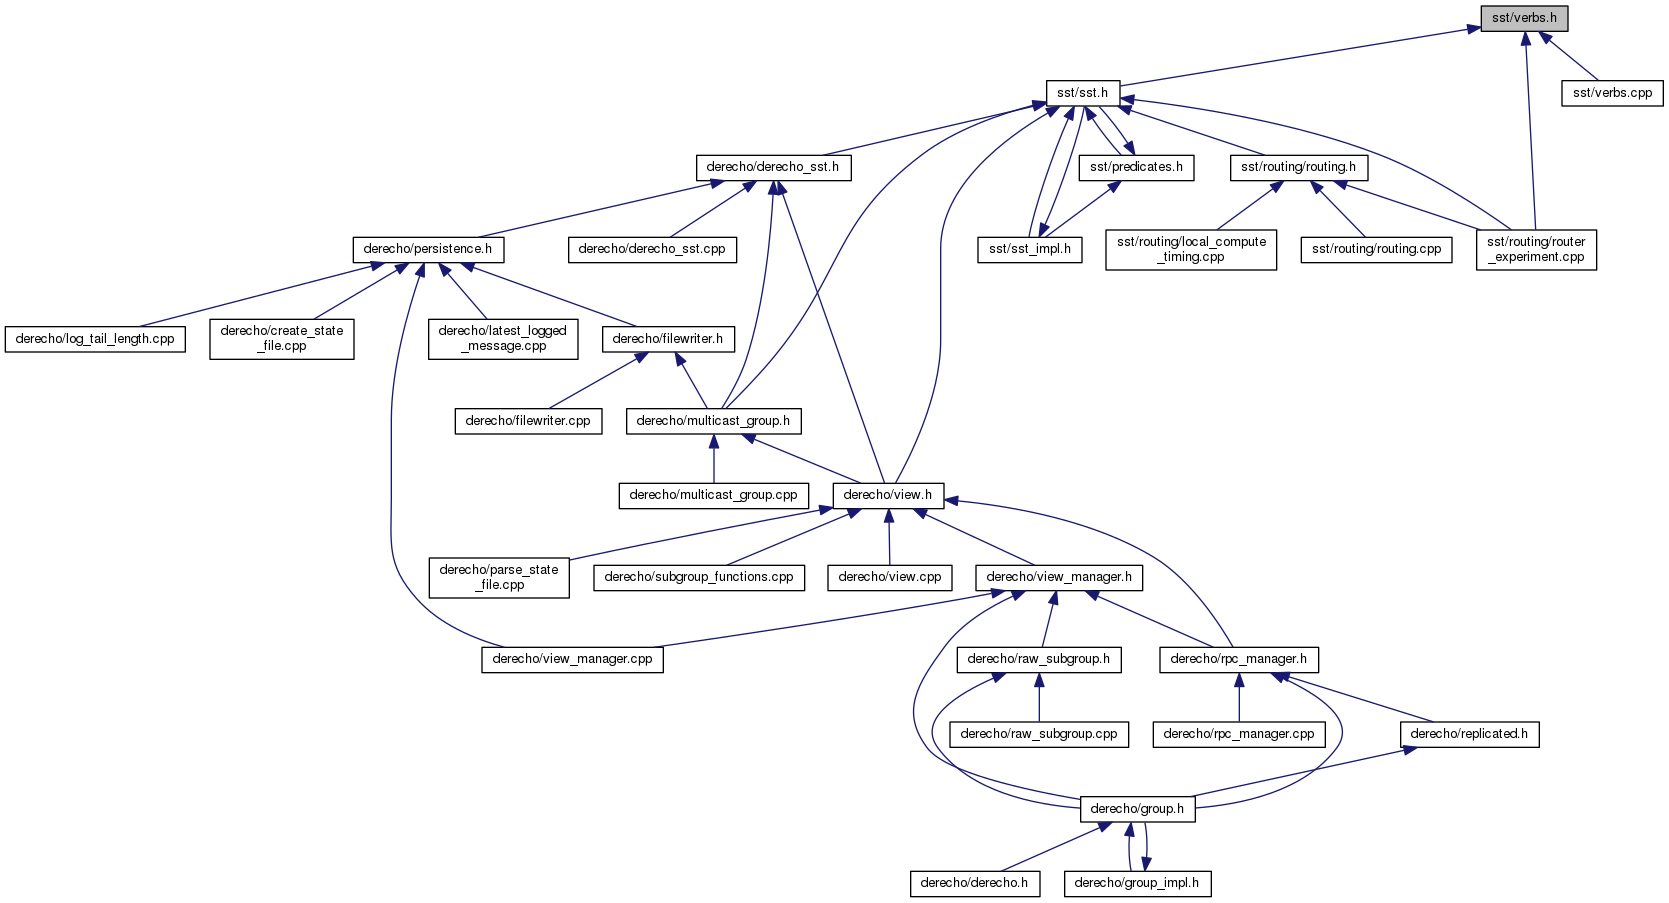 sst/verbs.h
sst/sst.h
sst/verbs.cpp
derecho/derecho_sst.h
sst/predicates.h
sst/routing/routing.h
derecho/persistence.h
derecho/derecho_sst.cpp
sst/sst_impl.h
sst/routing/local_compute
_timing.cpp
sst/routing/routing.cpp
sst/routing/router
_experiment.cpp
derecho/log_tail_length.cpp
derecho/create_state
_file.cpp
derecho/latest_logged
_message.cpp
derecho/filewriter.h
derecho/filewriter.cpp
derecho/multicast_group.h
derecho/multicast_group.cpp
derecho/view.h
derecho/parse_state
_file.cpp
derecho/subgroup_functions.cpp
derecho/view.cpp
derecho/view_manager.h
derecho/view_manager.cpp
derecho/raw_subgroup.h
derecho/rpc_manager.h
derecho/raw_subgroup.cpp
derecho/rpc_manager.cpp
derecho/replicated.h
derecho/group.h
derecho/derecho.h
derecho/group_impl.h